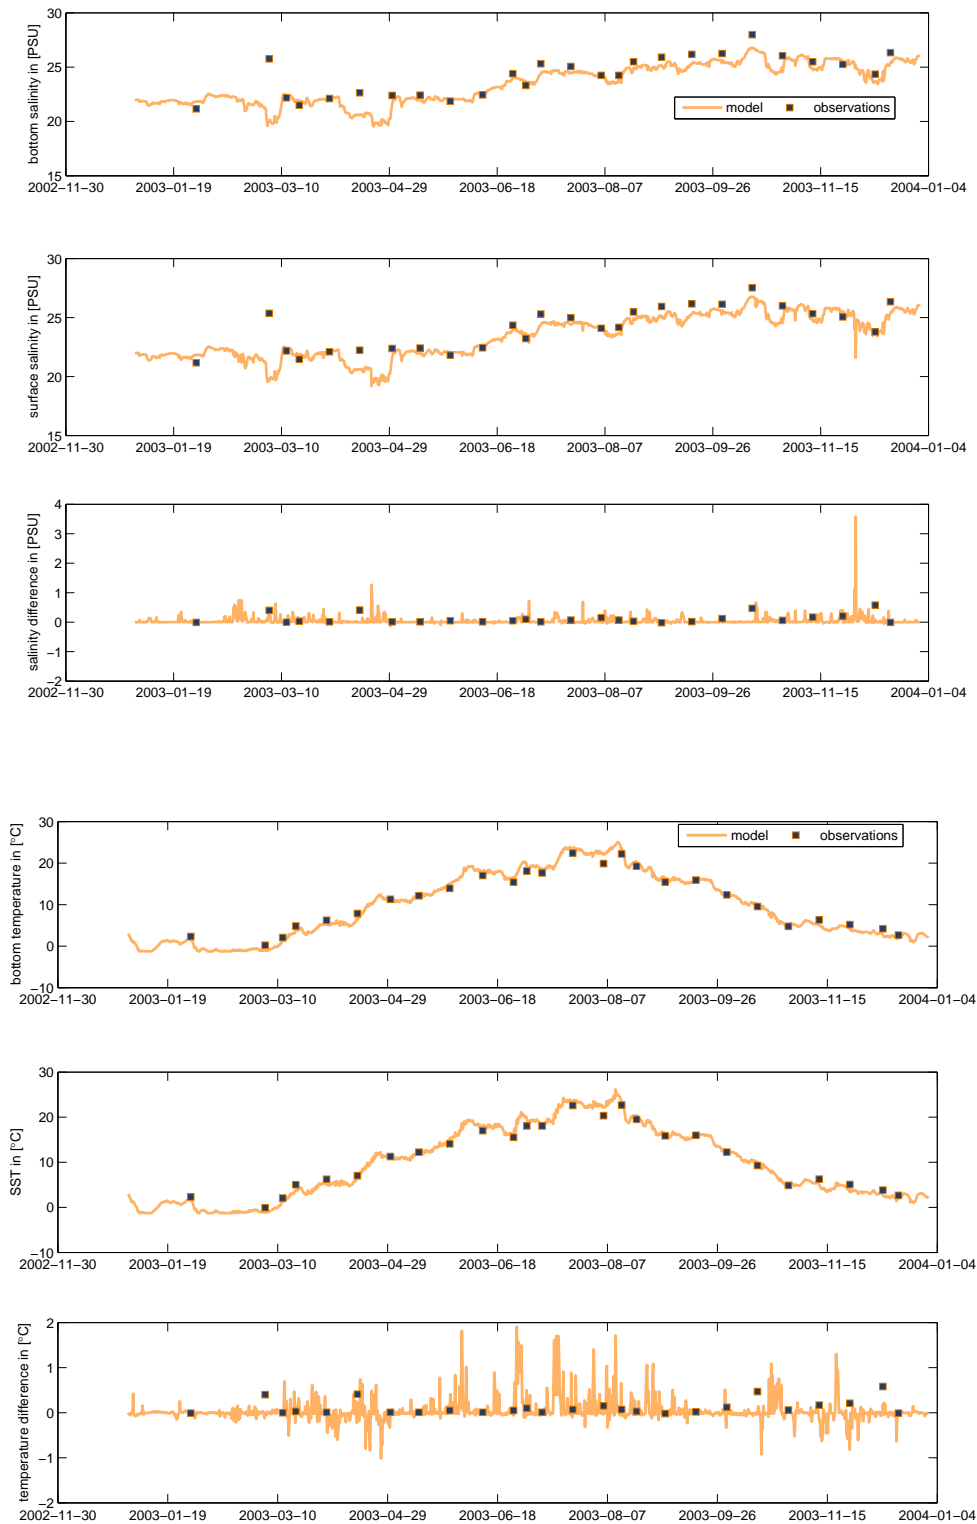 30
25
20
15
bottom salinity in [PSU]
model
observations
2002−11−30 2003−01−19 2003−03−10 2003−04−29 2003−06−18 2003−08−07 2003−09−26 2003−11−15 2004−01−04
30
25
20
15
surface salinity in [PSU]
2002−11−30 2003−01−19 2003−03−10 2003−04−29 2003−06−18 2003−08−07 2003−09−26 2003−11−15 2004−01−04
4
3
2
1
0
−1
−2
salinity difference in [PSU]
2002−11−30 2003−01−19 2003−03−10 2003−04−29 2003−06−18 2003−08−07 2003−09−26 2003−11−15 2004−01−04
30
20
10
0
−10
bottom temperature in [°C]
model
observations
2002−11−30 2003−01−19 2003−03−10 2003−04−29 2003−06−18 2003−08−07 2003−09−26 2003−11−15 2004−01−04
30
20
10
0
−10
SST in [°C]
2002−11−30 2003−01−19 2003−03−10 2003−04−29 2003−06−18 2003−08−07 2003−09−26 2003−11−15 2004−01−04
2
1
0
−1
−2
temperature difference in [°C]
2002−11−30 2003−01−19 2003−03−10 2003−04−29 2003−06−18 2003−08−07 2003−09−26 2003−11−15 2004−01−04